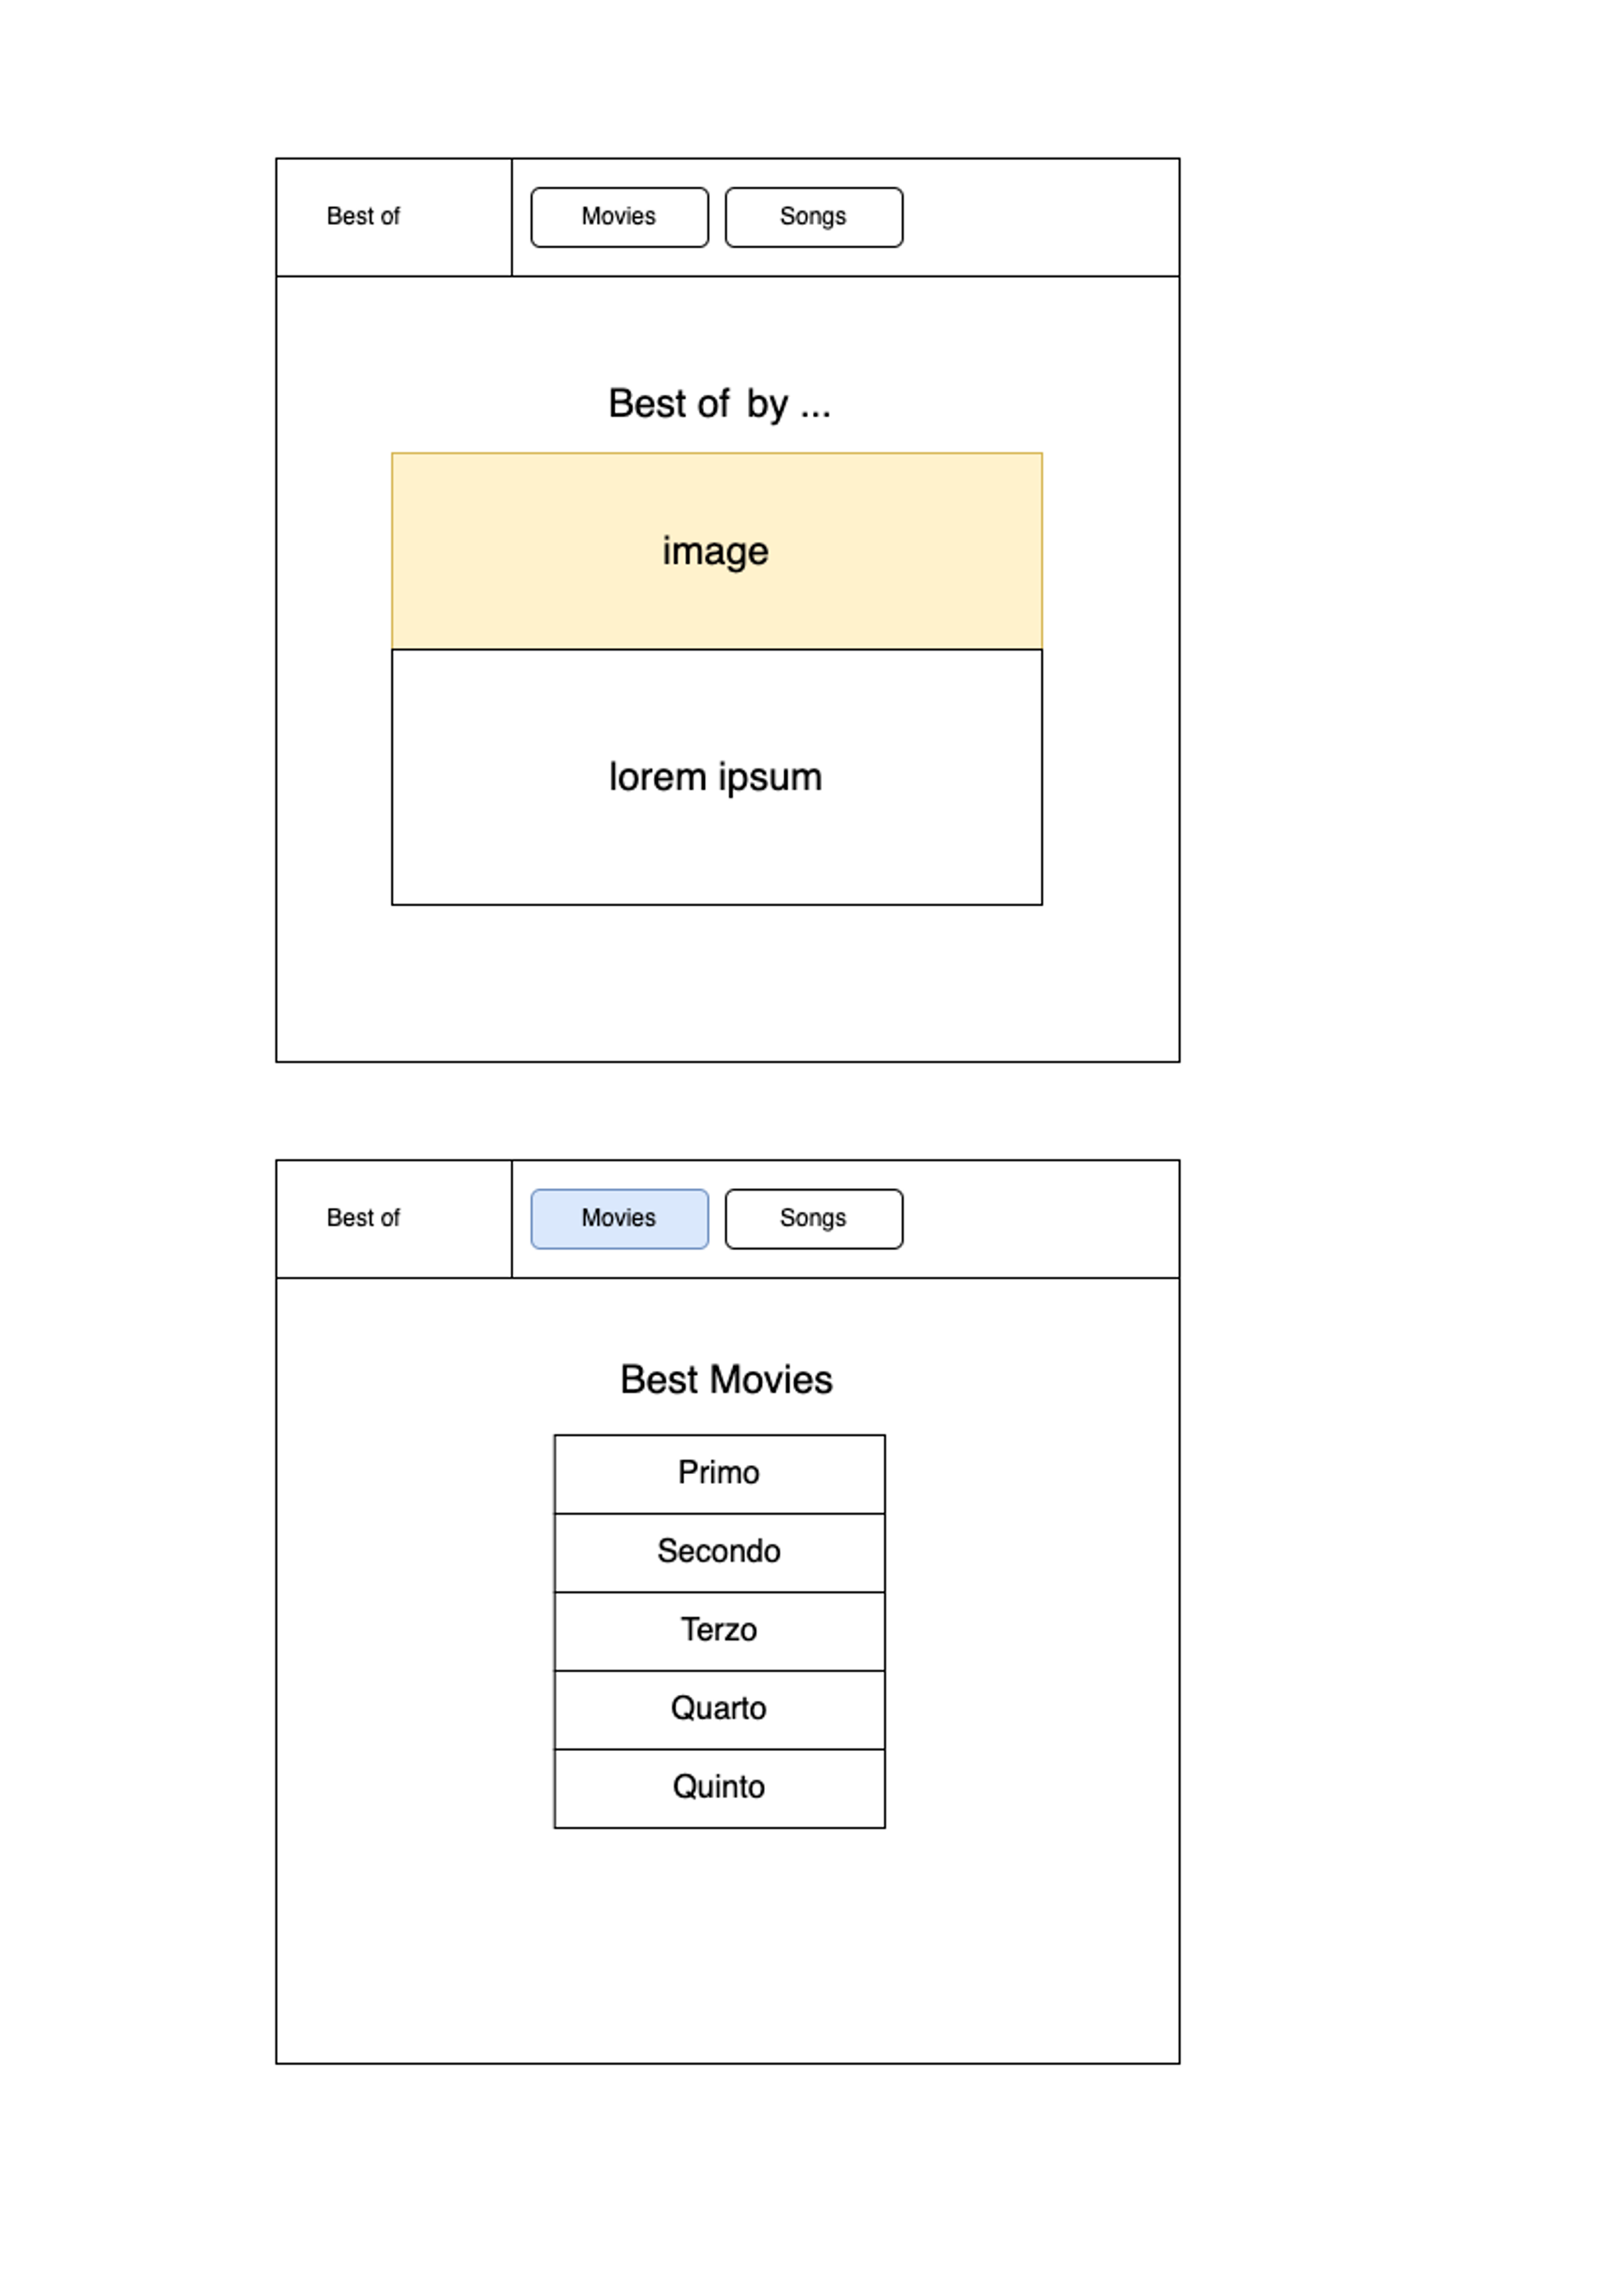 Best of
Movies
Songs
Best of by ...
image
lorem ipsum
Best of
Movies
Songs
Best Movies
Primo
Secondo
Terzo
Quarto
Quinto